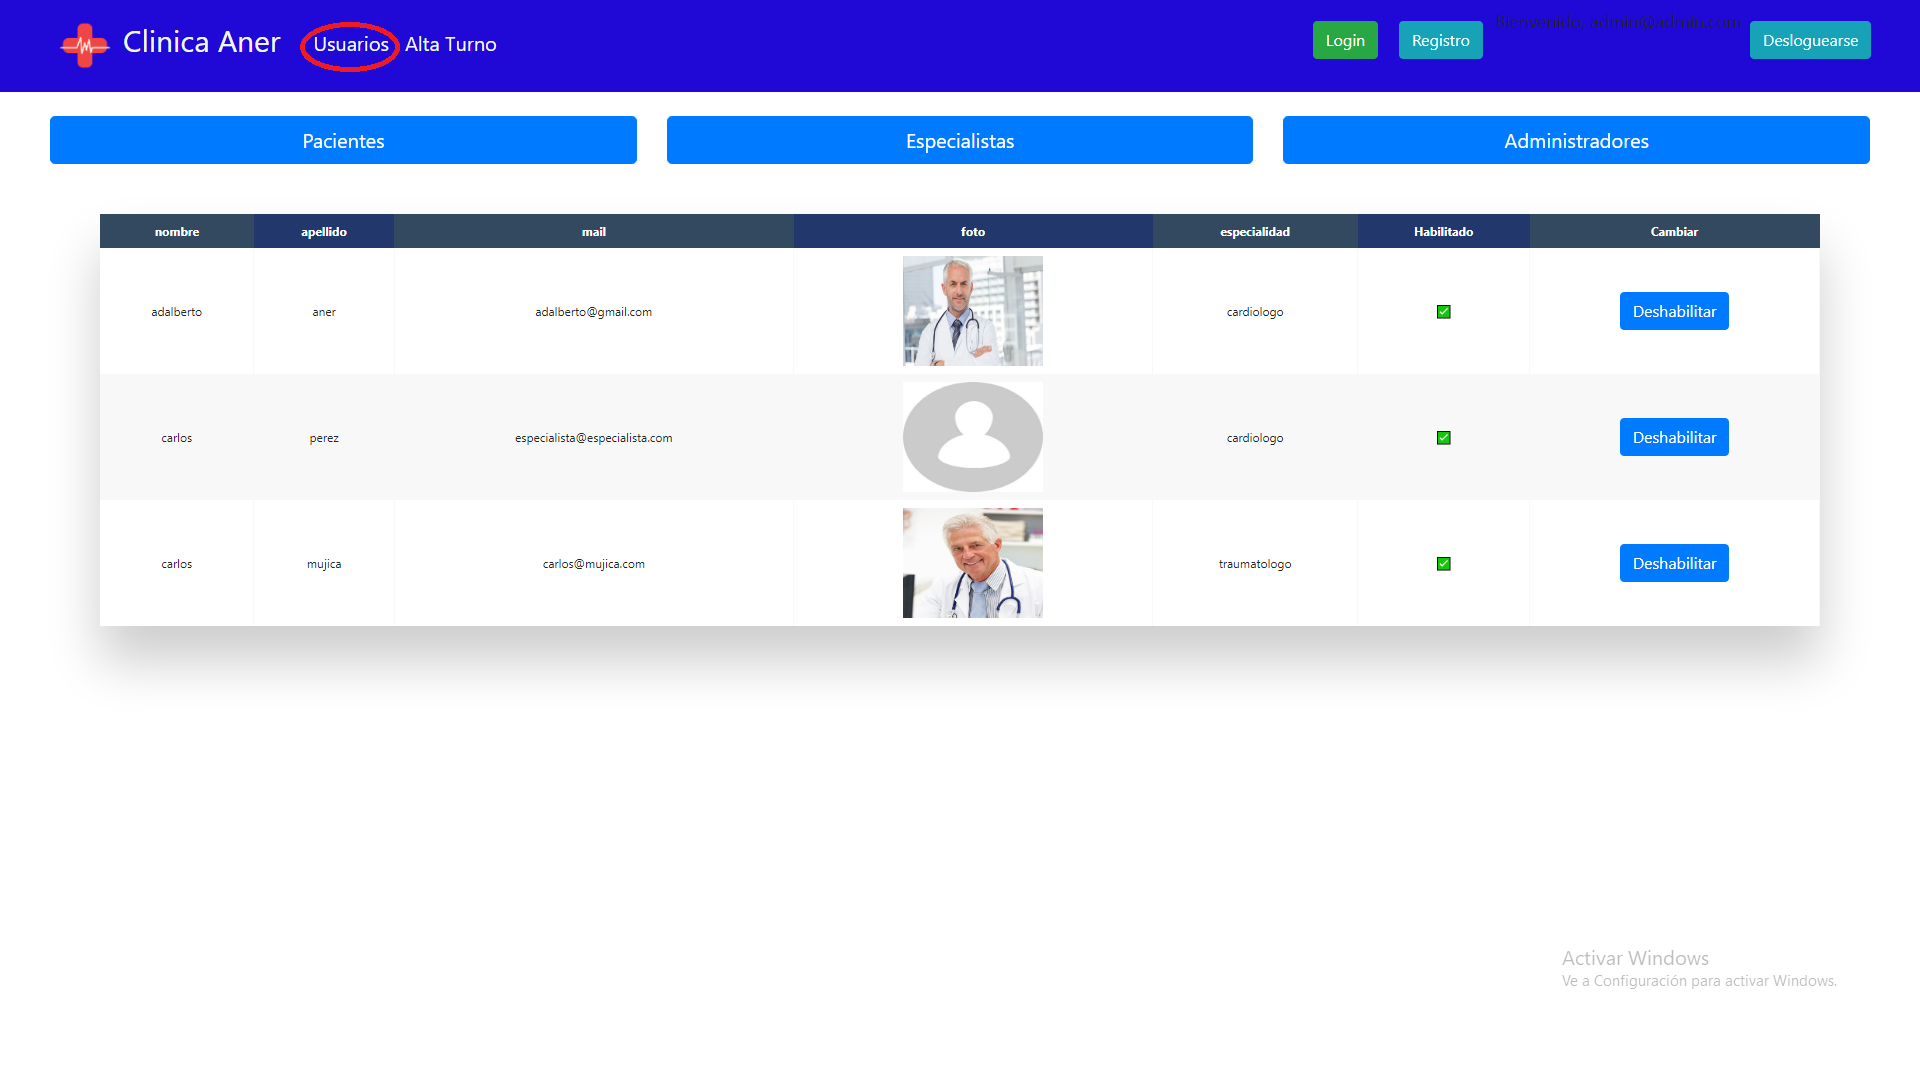 Clinica Aner Usuarios Alta Turno Login Registro Bienvenido, admin@admin.com Desloguearse
Pacientes Especialistas Administradores
nombre apellido mail foto especialidad Habilitado Cambiar
adalberto aner adalberto@gmail.com cardiologo Deshabilitar
carlos perez especialista@especialista.com cardiologo Deshabilitar
carlos mujica carlos@mujica.com traumatologo Deshabilitar
Activar Windows
Ve a Configuración para activar Windows.